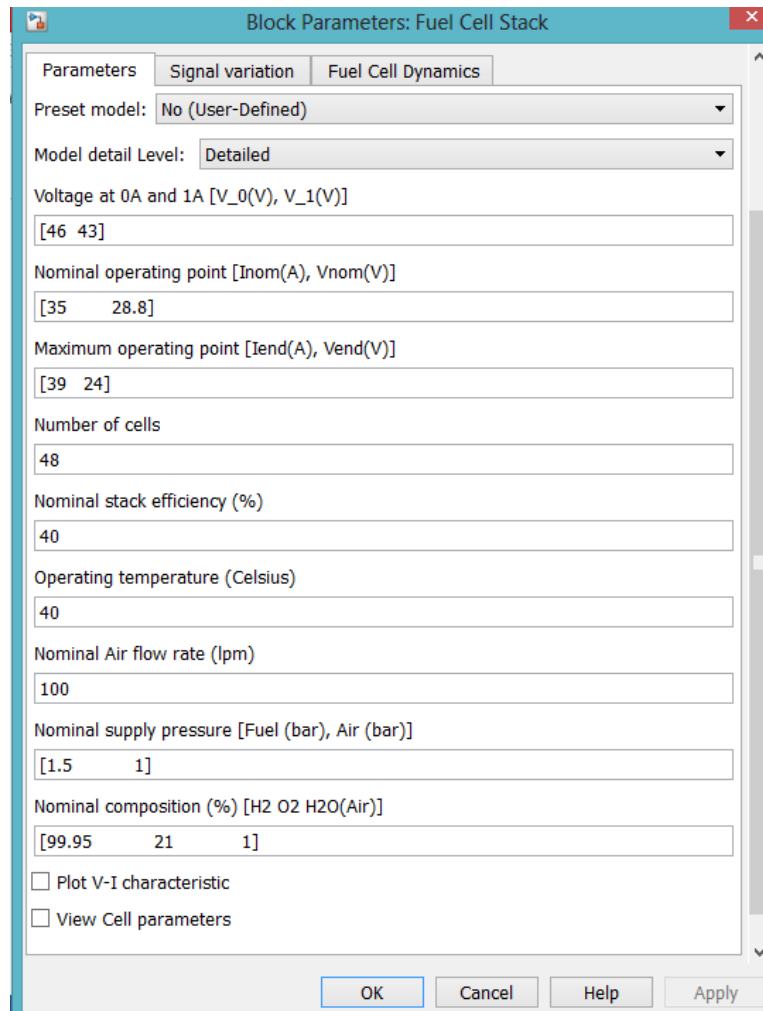 Block Parameters: Fuel Cell Stack
Parameters Signal variation Fuel Cell Dynamics
Preset model: No (User-Defined)
Model detail Level: Detailed
Voltage at 0A and 1A [V_0(V), V_1(V)]
[46 43]
Nominal operating point [Inom(A), Vnom(V)]
[35 28.8]
Maximum operating point [Iend(A), Vend(V)]
[39 24]
Number of cells
48
Nominal stack efficiency (%)
40
Operating temperature (Celsius)
40
Nominal Air flow rate (lpm)
100
Nominal supply pressure [Fuel (bar), Air (bar)]
[1.5 1]
Nominal composition (%) [H2 O2 H2O(Air)]
[99.95 21 1]
Plot V-I characteristic
View Cell parameters
OK Cancel Help Apply